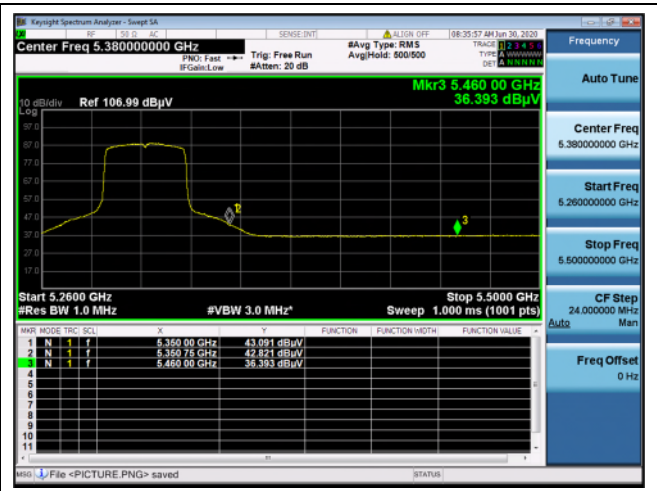 Keysight Spectrum Analyzer - Swept SA
RF 50 Ω AC SENSE:INT ALIGN OFF 08:35:57 AM Jun 30, 2020
Center Freq 5.380000000 GHz #Avg Type: RMS TRACE 1 2 3 4 5 6
PNO: Fast Trig: Free Run Avg|Hold: 500/500 TYPE A WWWWW
IFGain:Low #Atten: 20 dB DET A N N N N N
Mkr3 5.460 00 GHz
10 dB/div Ref 106.99 dBµV 36.393 dBµV
Log
97.0
87.0
77.0
67.0
57.0
47.0
37.0
27.0
17.0
3
Start 5.2600 GHz Stop 5.5000 GHz
#Res BW 1.0 MHz #VBW 3.0 MHz* Sweep 1.000 ms (1001 pts)
MKR MODE TRC SCL X Y FUNCTION FUNCTION WIDTH FUNCTION VALUE
1 N 1 f 5.350 00 GHz 43.091 dBµV
2 N 1 f 5.350 75 GHz 42.821 dBµV
3 N 1 f 5.460 00 GHz 36.393 dBµV
4
5
6
7
8
9
10
11
MSG File <PICTURE.PNG> saved STATUS
Frequency
Auto Tune
Center Freq
5.380000000 GHz
Start Freq
5.260000000 GHz
Stop Freq
5.500000000 GHz
CF Step
24.000000 MHz
Auto Man
Freq Offset
0 Hz